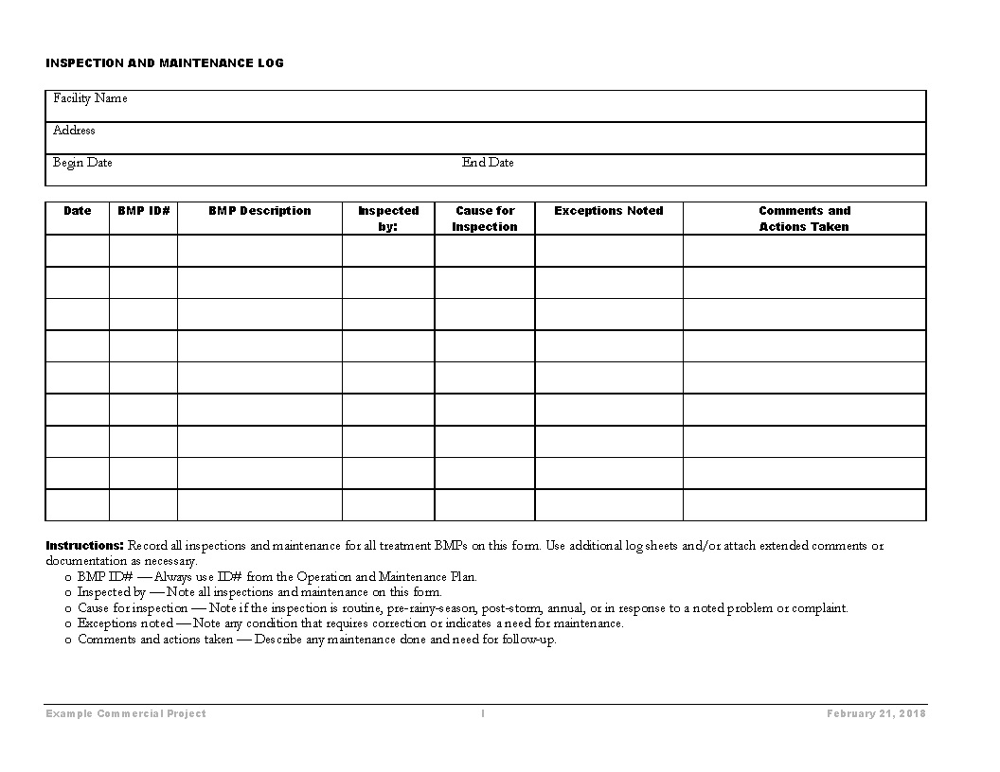 INSPECTION AND MAINTENANCE LOG
Facility Name
Address
Begin Date End Date
Date BMP ID# BMP Description Inspected by: Cause for Inspection Exceptions Noted Comments and Actions Taken
Instructions: Record all inspections and maintenance for all treatment BMPs on this form. Use additional log sheets and/or attach extended comments or
documentation as necessary.
o BMP ID# — Always use ID# from the Operation and Maintenance Plan.
o Inspected by — Note all inspections and maintenance on this form.
o Cause for inspection — Note if the inspection is routine, pre-rainy-season, post-storm, annual, or in response to a noted problem or complaint.
o Exceptions noted — Note any condition that requires correction or indicates a need for maintenance.
o Comments and actions taken — Describe any maintenance done and need for follow-up.
Example Commercial Project 1 February 21, 2018